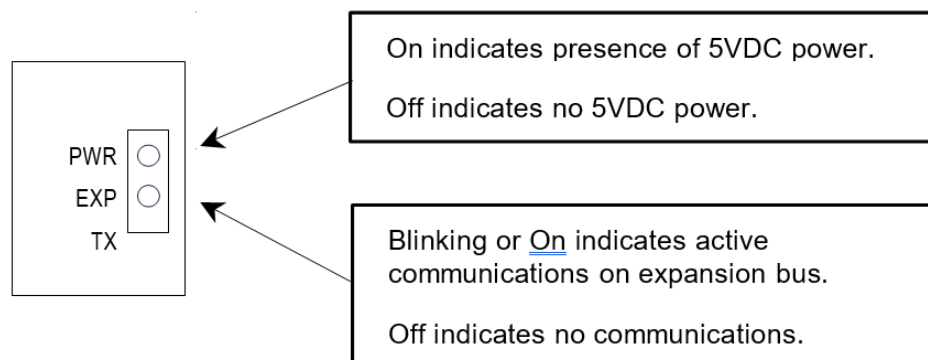 On indicates presence of 5VDC power.
Off indicates no 5VDC power.
PWR
EXP
TX
Blinking or On indicates active
communications on expansion bus.
Off indicates no communications.